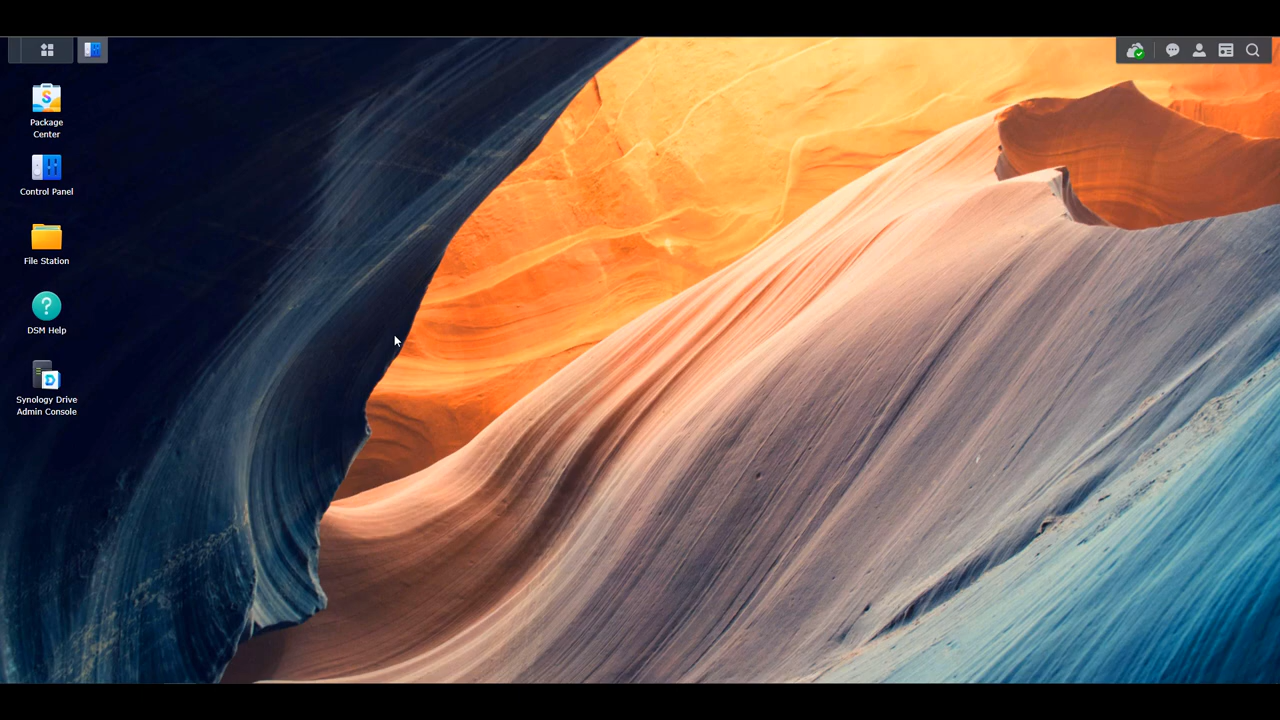 Package
Center
Control Panel
File Station
DSM Help
Synology Drive
Admin Console